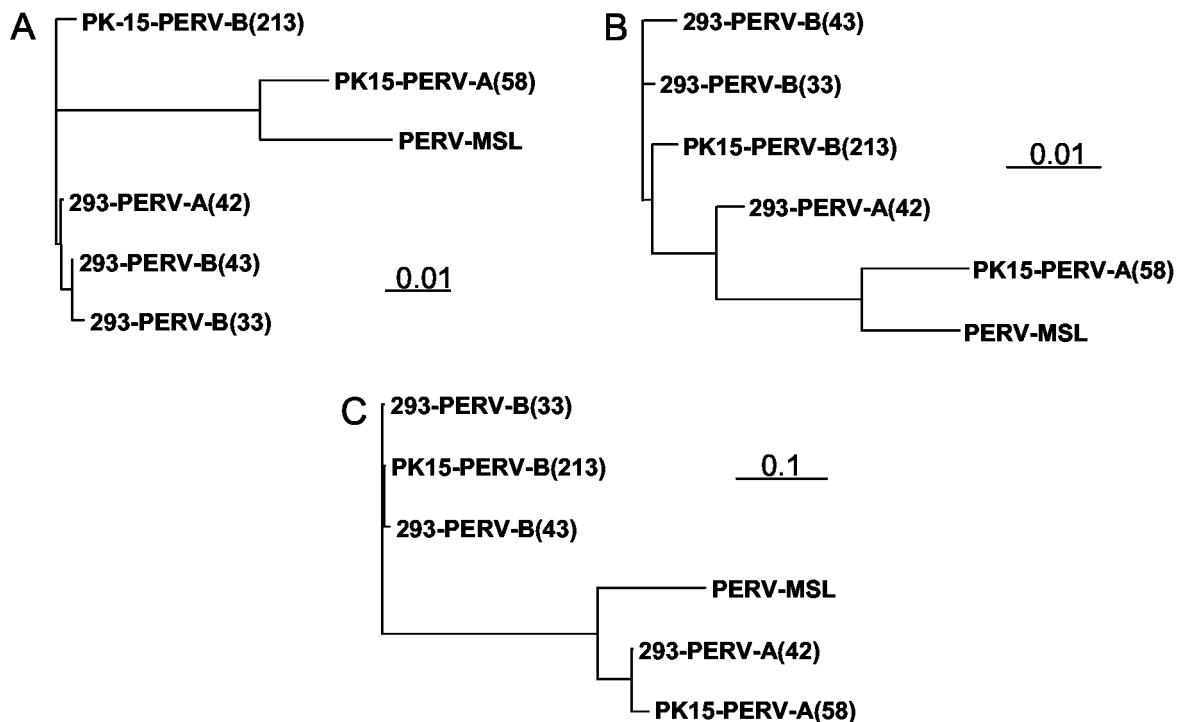 A
PK-15-PERV-B(213)
PK15-PERV-A(58)
PERV-MSL
293-PERV-A(42)
293-PERV-B(43)
293-PERV-B(33)
0.01
B
293-PERV-B(43)
293-PERV-B(33)
PK15-PERV-B(213)
293-PERV-A(42)
PK15-PERV-A(58)
PERV-MSL
0.01
C
293-PERV-B(33)
PK15-PERV-B(213)
293-PERV-B(43)
PERV-MSL
293-PERV-A(42)
PK15-PERV-A(58)
0.1